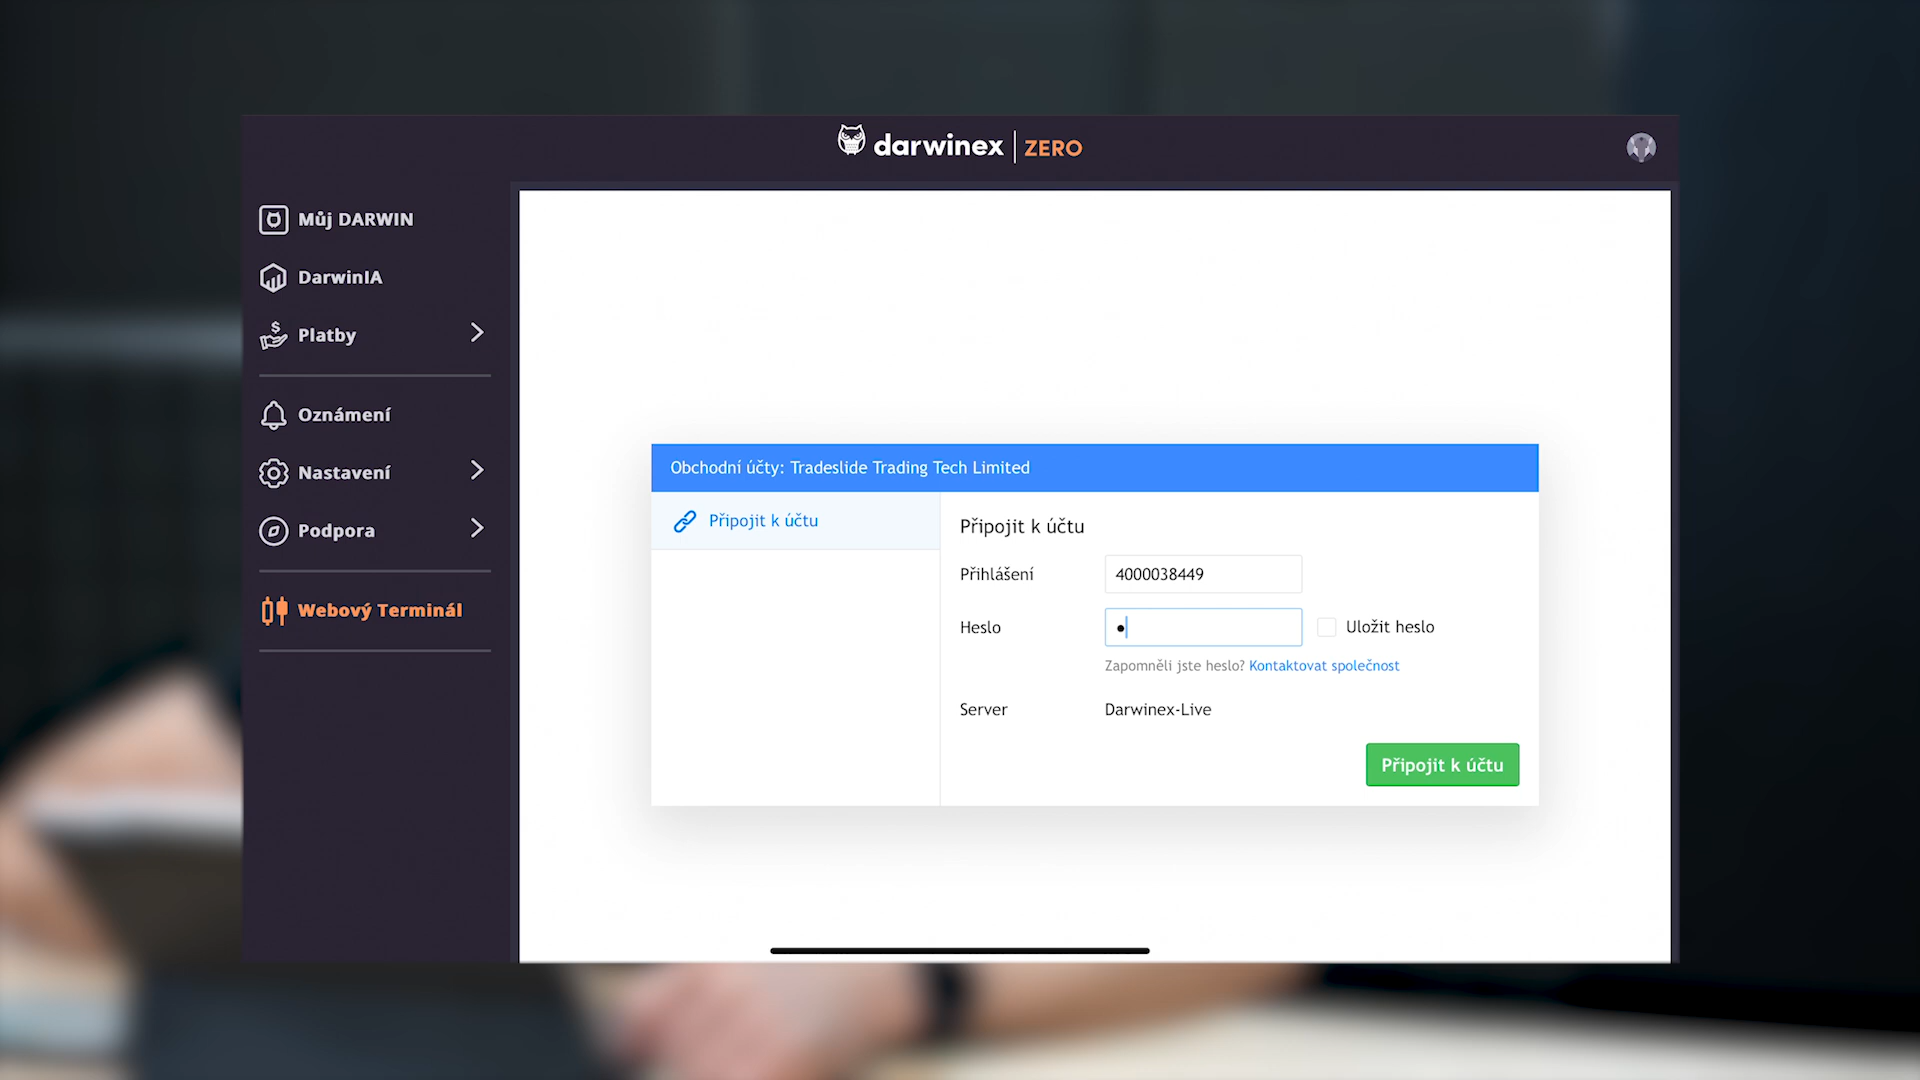 darwinex | ZERO
Můj DARWIN
DarwinIA
Platby
Oznámení
Nastavení
Podpora
Webový Terminál
Obchodní účty: Tradeslide Trading Tech Limited
Připojit k účtu
Připojit k účtu
Přihlášení 4000038449
Heslo ● Uložit heslo
Zapomněli jste heslo? Kontaktovat společnost
Server Darwinex-Live
Připojit k účtu